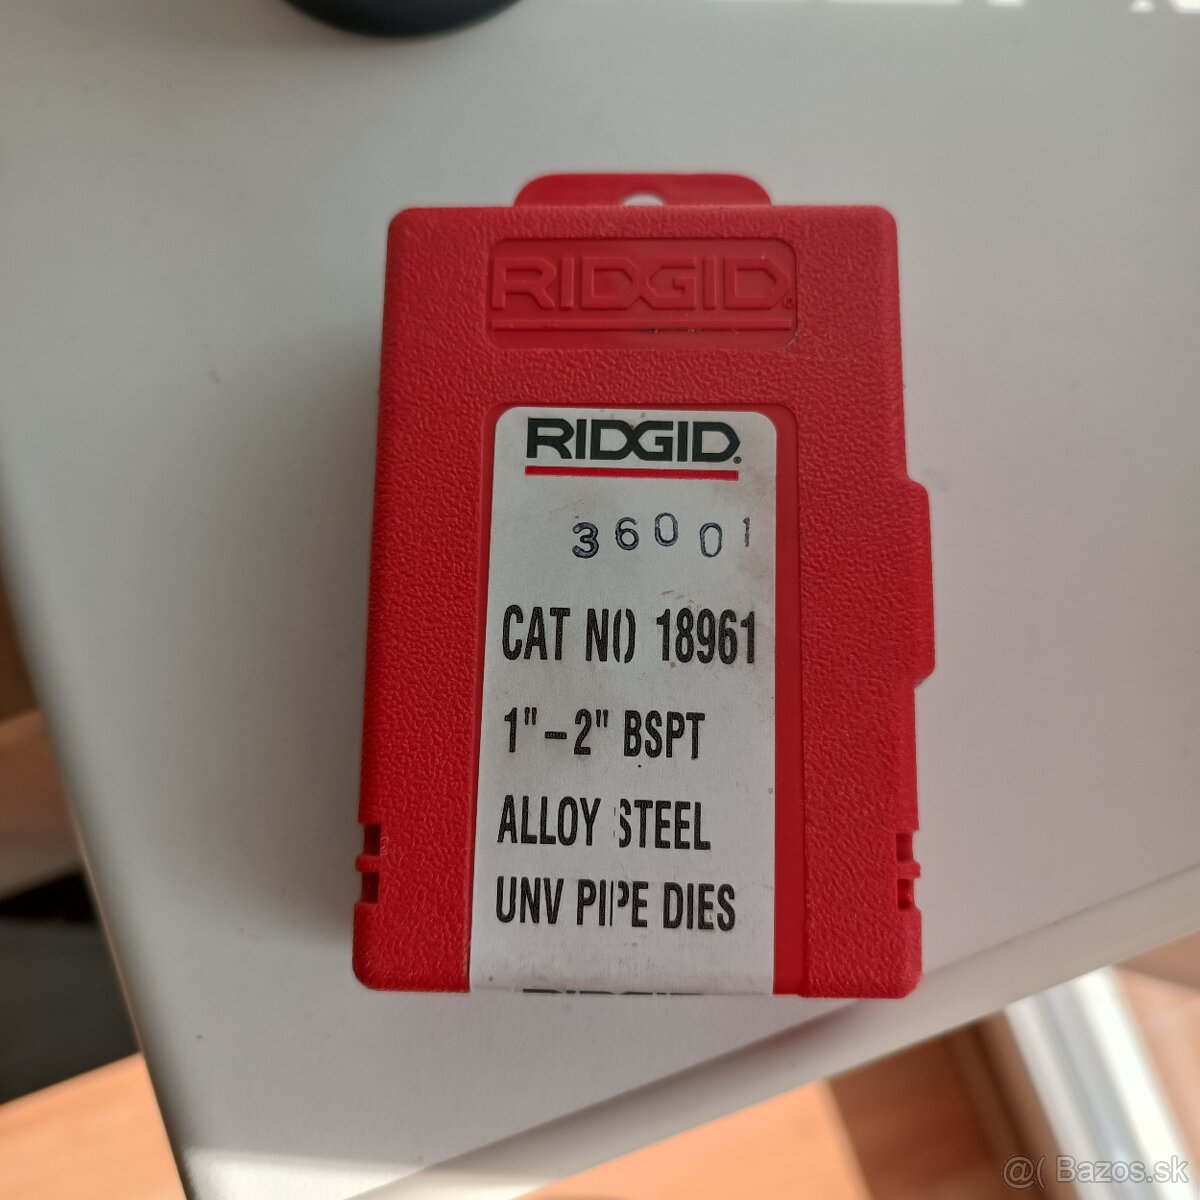 RIDGID
RIDGID
36001
CAT NO 18961
1"-2" BSPT
ALLOY STEEL
UNV PIPE DIES
@( Bazos.sk